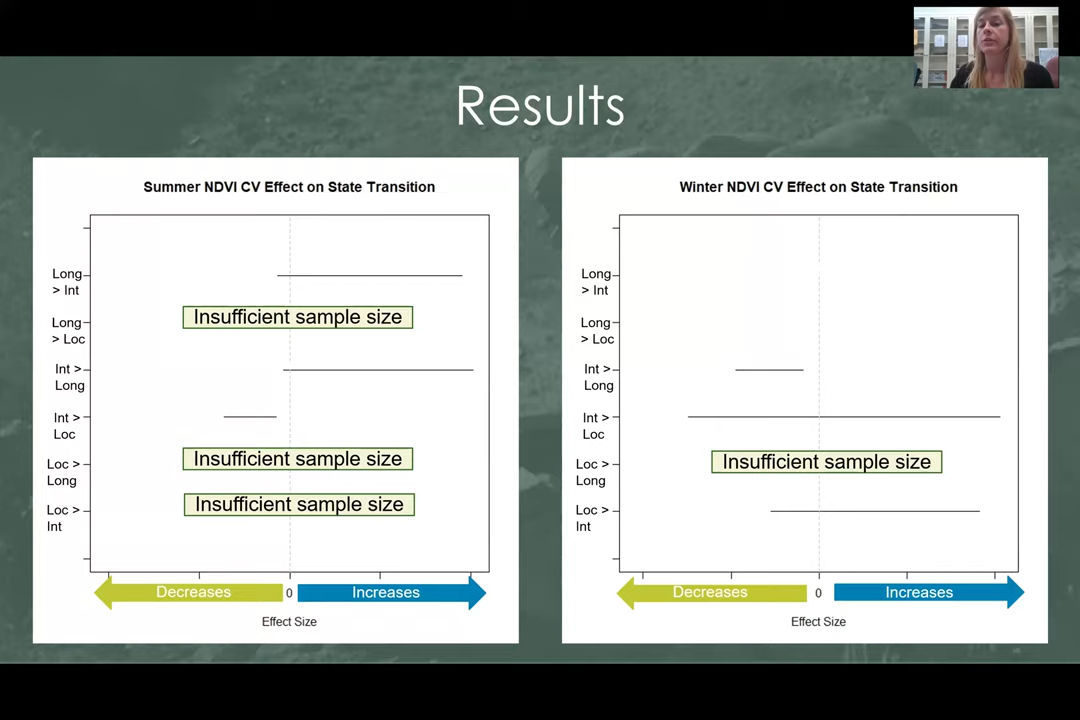 Results
Summer NDVI CV Effect on State Transition
Long
> Int
Insufficient sample size
Long
> Loc
Int >
Long
Int >
Loc
Insufficient sample size
Loc >
Long
Insufficient sample size
Loc >
Int
Decreases
0
Increases
Effect Size
Winter NDVI CV Effect on State Transition
Long
> Int
Long
> Loc
Int >
Long
Int >
Loc
Insufficient sample size
Loc >
Long
Loc >
Int
Decreases
0
Increases
Effect Size